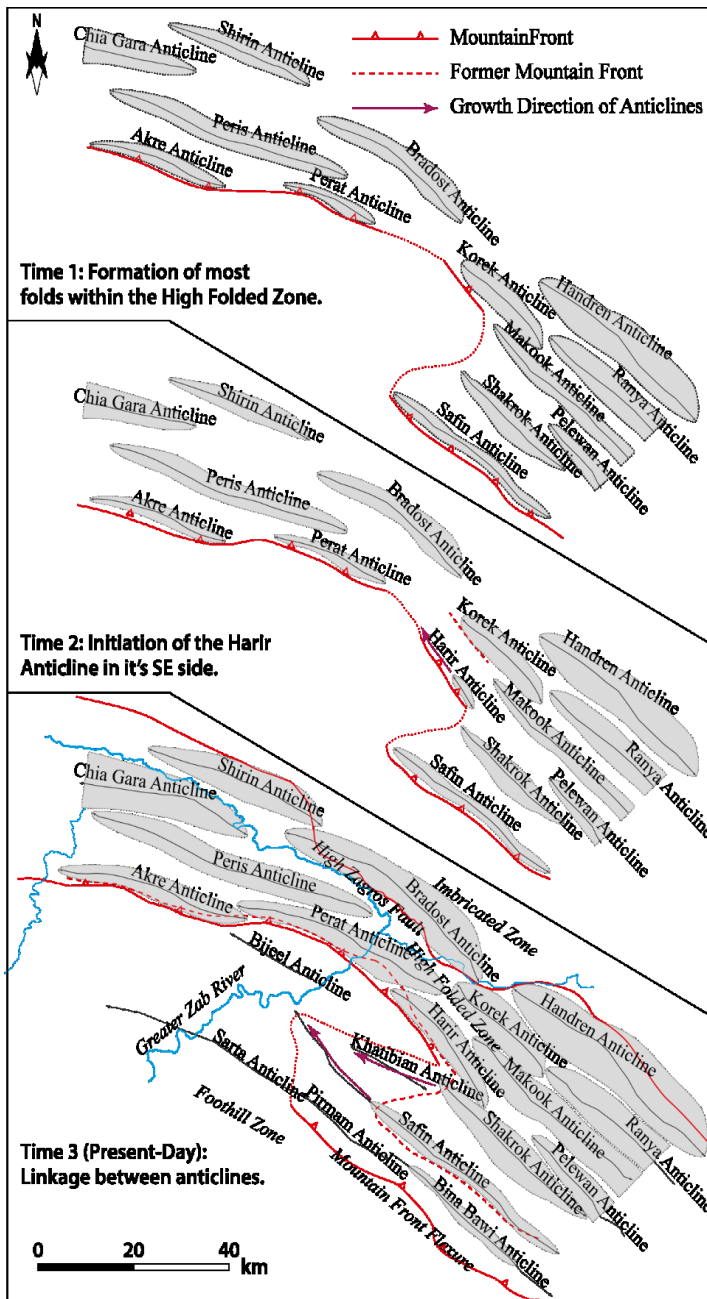 N
Chia Gara Anticline
Shirin Anticline
MountainFront
Former Mountain Front
Growth Direction of Anticlines
Peris Anticline
Akre Anticline
Perat Anticline
Bradost Anticline
Time 1: Formation of most
folds within the High Folded Zone.
Korek Anticline
Handren Anticline
Makook Anticline
Ranya Anticline
Shakrok Anticline
Pelewan Anticline
Safin Anticline
Chia Gara Anticline
Shirin Anticline
Peris Anticline
Akre Anticline
Perat Anticline
Bradost Anticline
Time 2: Initiation of the Harir
Anticline in it's SE side.
Korek Anticline
Handren Anticline
Harir Anticline
Makook Anticline
Ranya Anticline
Shakrok Anticline
Pelewan Anticline
Safin Anticline
Chia Gara Anticline
Shirin Anticline
Peris Anticline
Akre Anticline
High Zagros Fault
Bradost Anticline
Imbricated Zone
Perat Anticline
Bijeel Anticline
High Folded Zone
Korek Anticline
Handren Anticline
Greater Zab River
Harir Anticline
Khatibian Anticline
Makook Anticline
Sarta Anticline
Pirmam Anticline
Foothill Zone
Safin Anticline
Shakrok Anticline
Ranya Anticline
Pelewan Anticline
Time 3 (Present-Day):
Linkage between anticlines.
Mountain Front Flexure
Bina Bawi Anticline
0 20 40
km